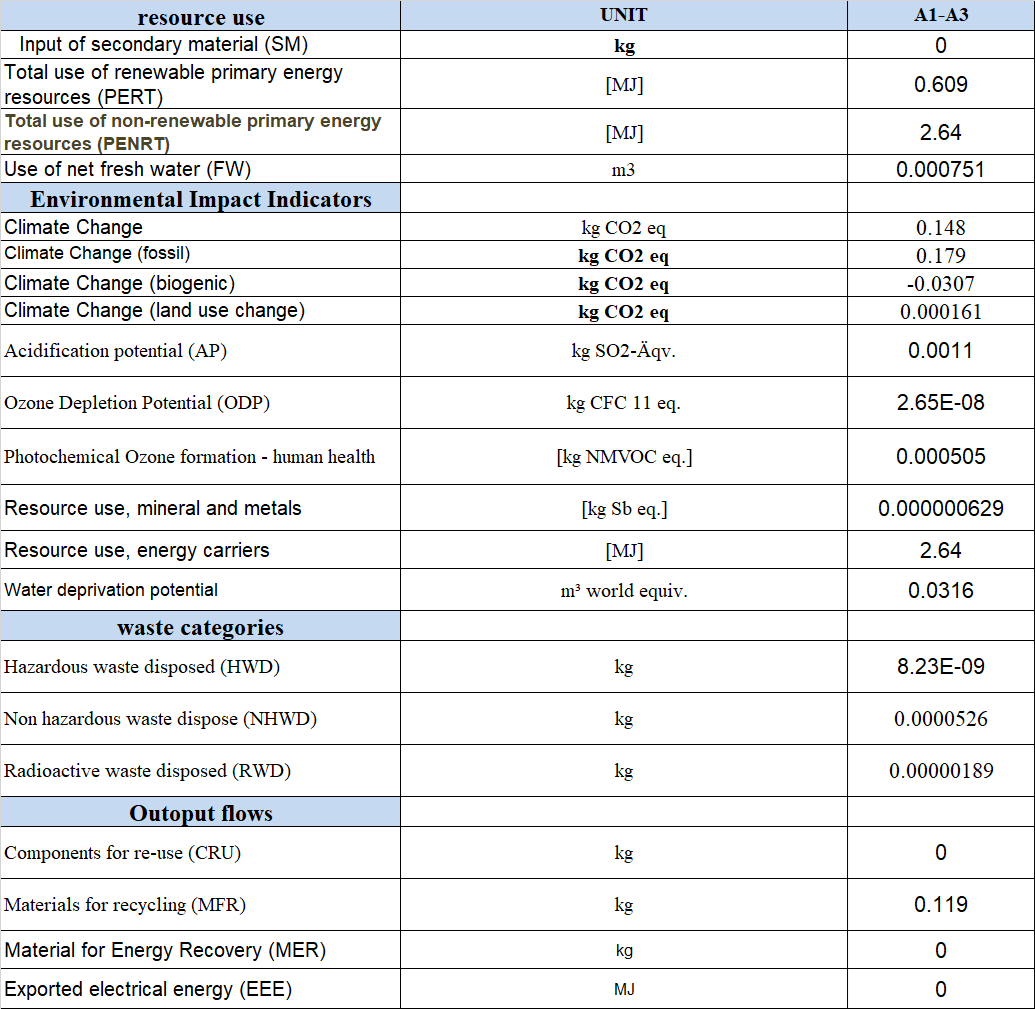 resource use UNIT A1-A3
Input of secondary material (SM) kg 0
Total use of renewable primary energy
resources (PERT) [MJ] 0.609
Total use of non-renewable primary energy
resources (PENRT) [MJ] 2.64
Use of net fresh water (FW) m3 0.000751
Environmental Impact Indicators
Climate Change kg CO2 eq 0.148
Climate Change (fossil) kg CO2 eq 0.179
Climate Change (biogenic) kg CO2 eq -0.0307
Climate Change (land use change) kg CO2 eq 0.000161
Acidification potential (AP) kg SO2-Äqv. 0.0011
Ozone Depletion Potential (ODP) kg CFC 11 eq. 2.65E-08
Photochemical Ozone formation - human health [kg NMVOC eq.] 0.000505
Resource use, mineral and metals [kg Sb eq.] 0.000000629
Resource use, energy carriers [MJ] 2.64
Water deprivation potential m³ world equiv. 0.0316
waste categories
Hazardous waste disposed (HWD) kg 8.23E-09
Non hazardous waste dispose (NHWD) kg 0.0000526
Radioactive waste disposed (RWD) kg 0.00000189
Outoput flows
Components for re-use (CRU) kg 0
Materials for recycling (MFR) kg 0.119
Material for Energy Recovery (MER) kg 0
Exported electrical energy (EEE) MJ 0